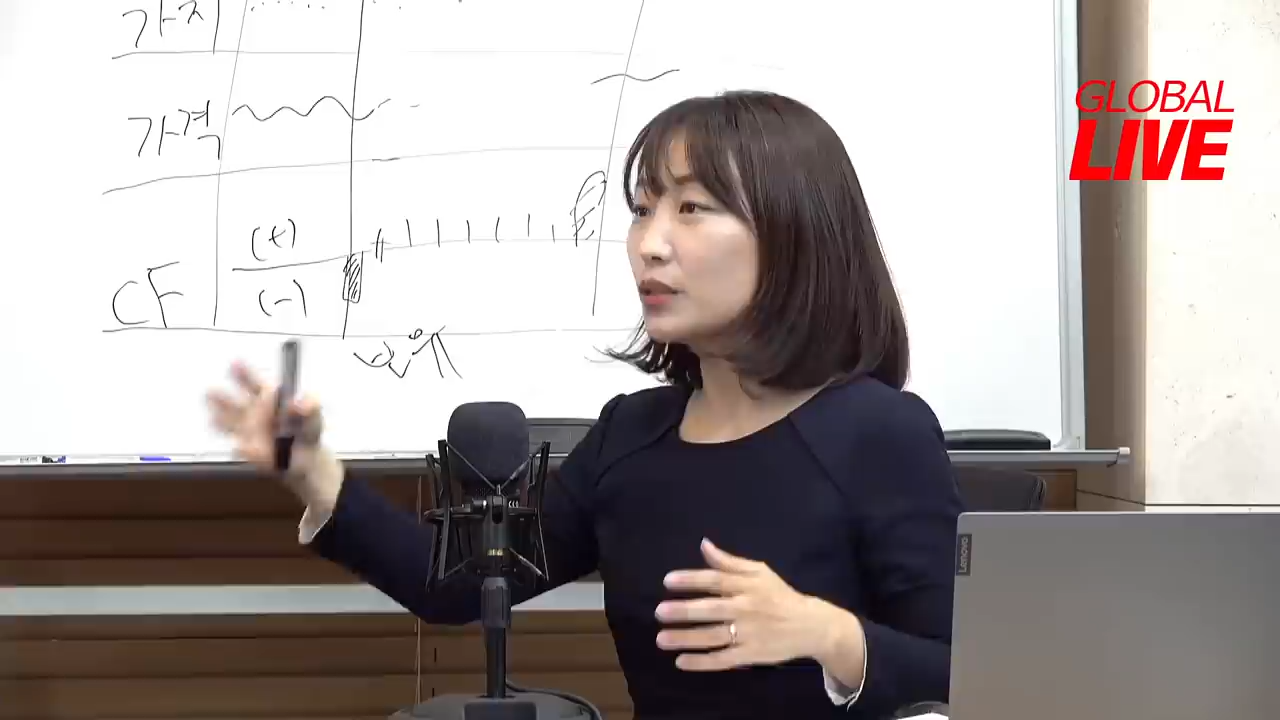 가치
GLOBAL
LIVE
가격
(+)
CF
(-)
Lenovo